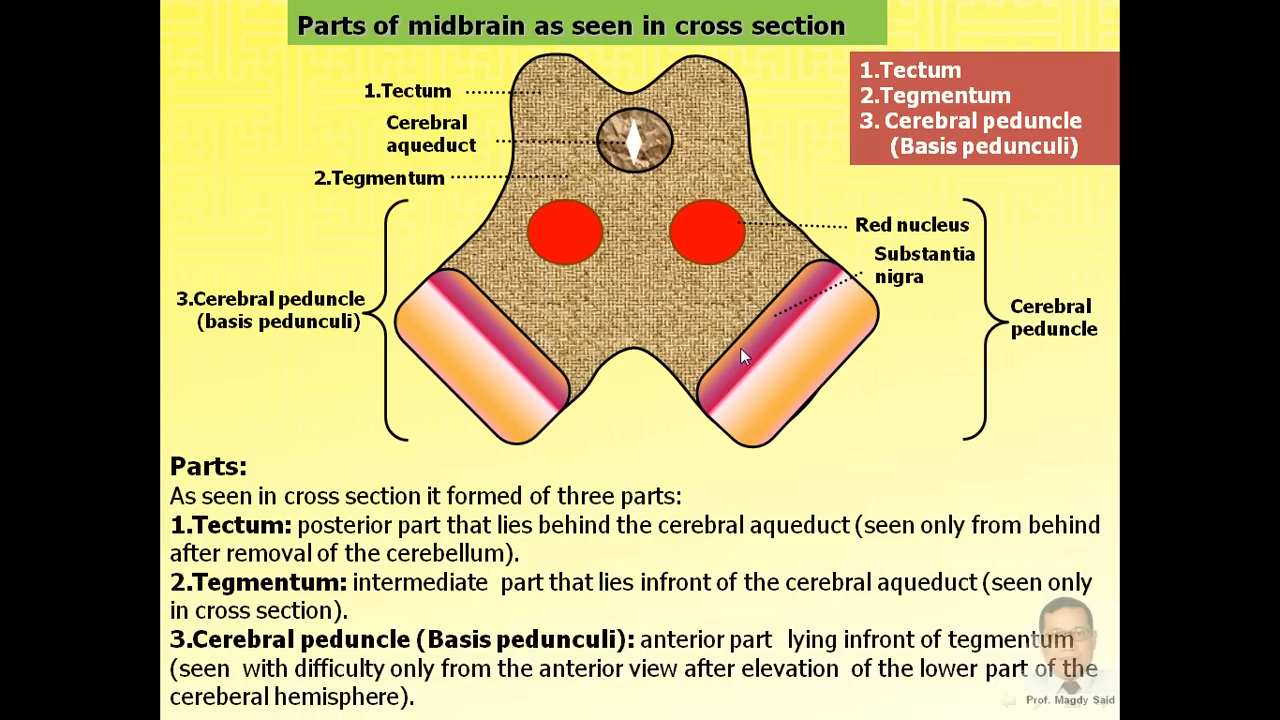 Parts of midbrain as seen in cross section
1.Tectum
2.Tegmentum
3. Cerebral peduncle
(Basis pedunculi)
1.Tectum
Cerebral
aqueduct
2.Tegmentum
3.Cerebral peduncle
(basis pedunculi)
Red nucleus
Substantia
nigra
Cerebral
peduncle
Parts:
As seen in cross section it formed of three parts:
1.Tectum: posterior part that lies behind the cerebral aqueduct (seen only from behind
after removal of the cerebellum).
2.Tegmentum: intermediate part that lies infront of the cerebral aqueduct (seen only
in cross section).
3.Cerebral peduncle (Basis pedunculi): anterior part lying infront of tegmentum
(seen with difficulty only from the anterior view after elevation of the lower part of the
cereberal hemisphere).
Prof. Magdy Said